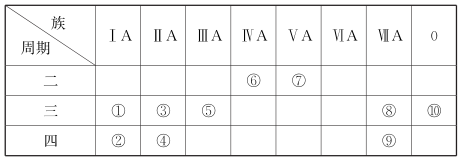 族
周期
ⅠA ⅡA ⅢA ⅣA ⅤA ⅥA ⅦA 0
二 ⑥ ⑦
三 ① ③ ⑤ ⑧ ⑩
四 ② ④ ⑨